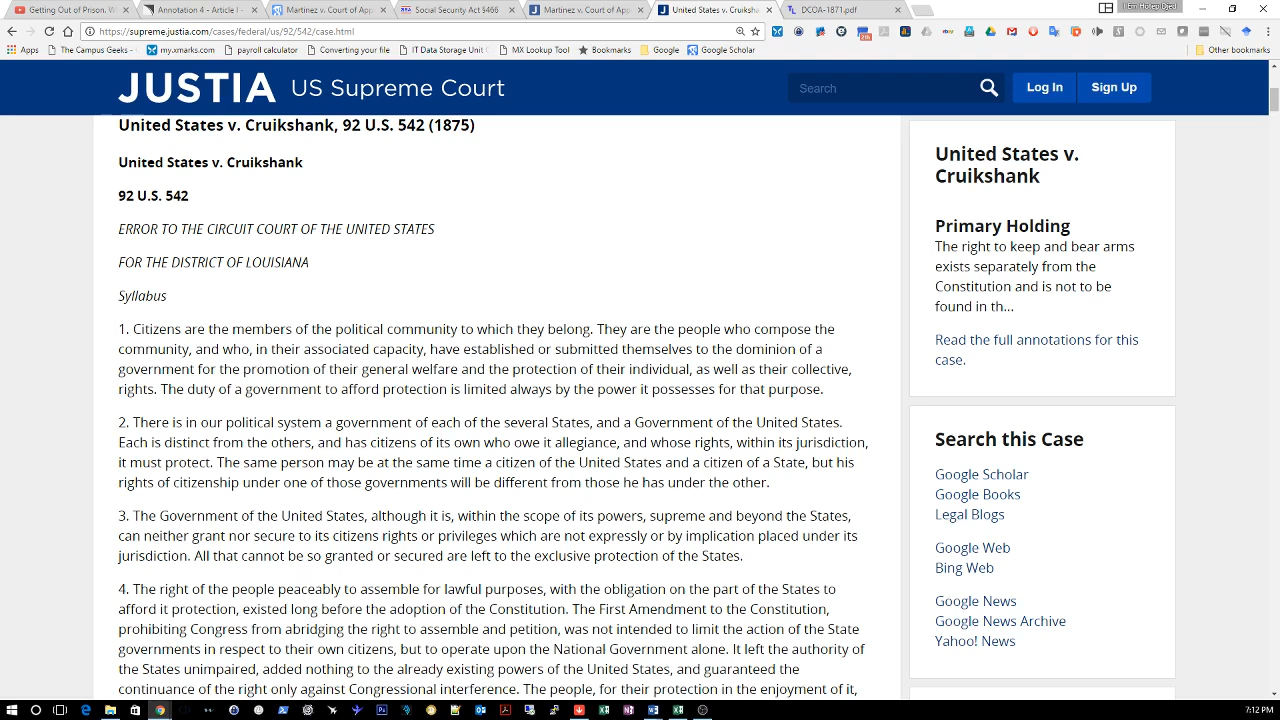 Getting Out of Prison. W
Annotation 4 - Article I -
Martinez v. Court of App
Social Security Act §466
Martinez v. Court of App
United States v. Cruiksh
DCOA-1871.pdf
I Em Hotep Djed
https://supreme.justia.com/cases/federal/us/92/542/case.html
Apps
The Campus Geeks - C
my.xmarks.com
payroll calculator
Converting your file
IT Data Storage Unit C
MX Lookup Tool
Bookmarks
Google
Google Scholar
Other bookmarks
JUSTIA US Supreme Court
Search
Log In
Sign Up
United States v. Cruikshank, 92 U.S. 542 (1875)
United States v. Cruikshank
92 U.S. 542
ERROR TO THE CIRCUIT COURT OF THE UNITED STATES
FOR THE DISTRICT OF LOUISIANA
Syllabus
1. Citizens are the members of the political community to which they belong. They are the people who compose the
community, and who, in their associated capacity, have established or submitted themselves to the dominion of a
government for the promotion of their general welfare and the protection of their individual, as well as their collective,
rights. The duty of a government to afford protection is limited always by the power it possesses for that purpose.
2. There is in our political system a government of each of the several States, and a Government of the United States.
Each is distinct from the others, and has citizens of its own who owe it allegiance, and whose rights, within its jurisdiction,
it must protect. The same person may be at the same time a citizen of the United States and a citizen of a State, but his
rights of citizenship under one of those governments will be different from those he has under the other.
3. The Government of the United States, although it is, within the scope of its powers, supreme and beyond the States,
can neither grant nor secure to its citizens rights or privileges which are not expressly or by implication placed under its
jurisdiction. All that cannot be so granted or secured are left to the exclusive protection of the States.
4. The right of the people peaceably to assemble for lawful purposes, with the obligation on the part of the States to
afford it protection, existed long before the adoption of the Constitution. The First Amendment to the Constitution,
prohibiting Congress from abridging the right to assemble and petition, was not intended to limit the action of the State
governments in respect to their own citizens, but to operate upon the National Government alone. It left the authority of
the States unimpaired, added nothing to the already existing powers of the United States, and guaranteed the
continuance of the right only against Congressional interference. The people, for their protection in the enjoyment of it,
United States v.
Cruikshank
Primary Holding
The right to keep and bear arms
exists separately from the
Constitution and is not to be
found in th...
Read the full annotations for this
case.
Search this Case
Google Scholar
Google Books
Legal Blogs
Google Web
Bing Web
Google News
Google News Archive
Yahoo! News
7:12 PM